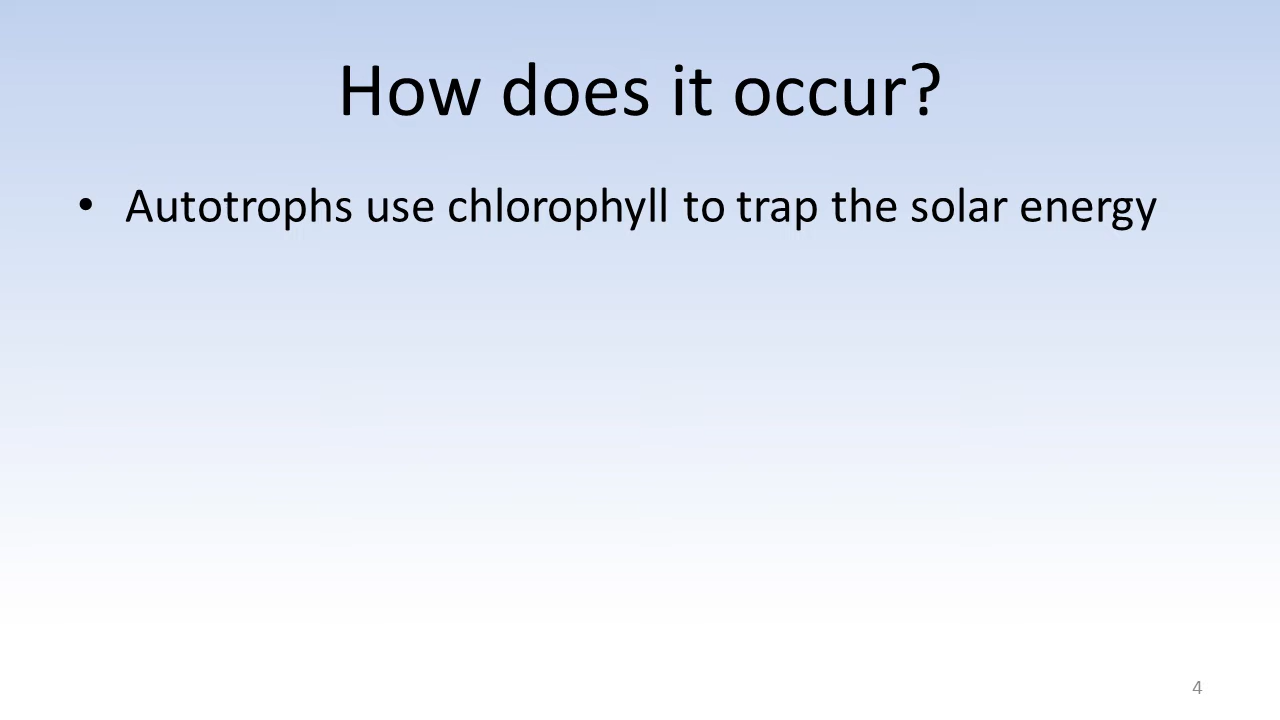 How does it occur?
• Autotrophs use chlorophyll to trap the solar energy
4